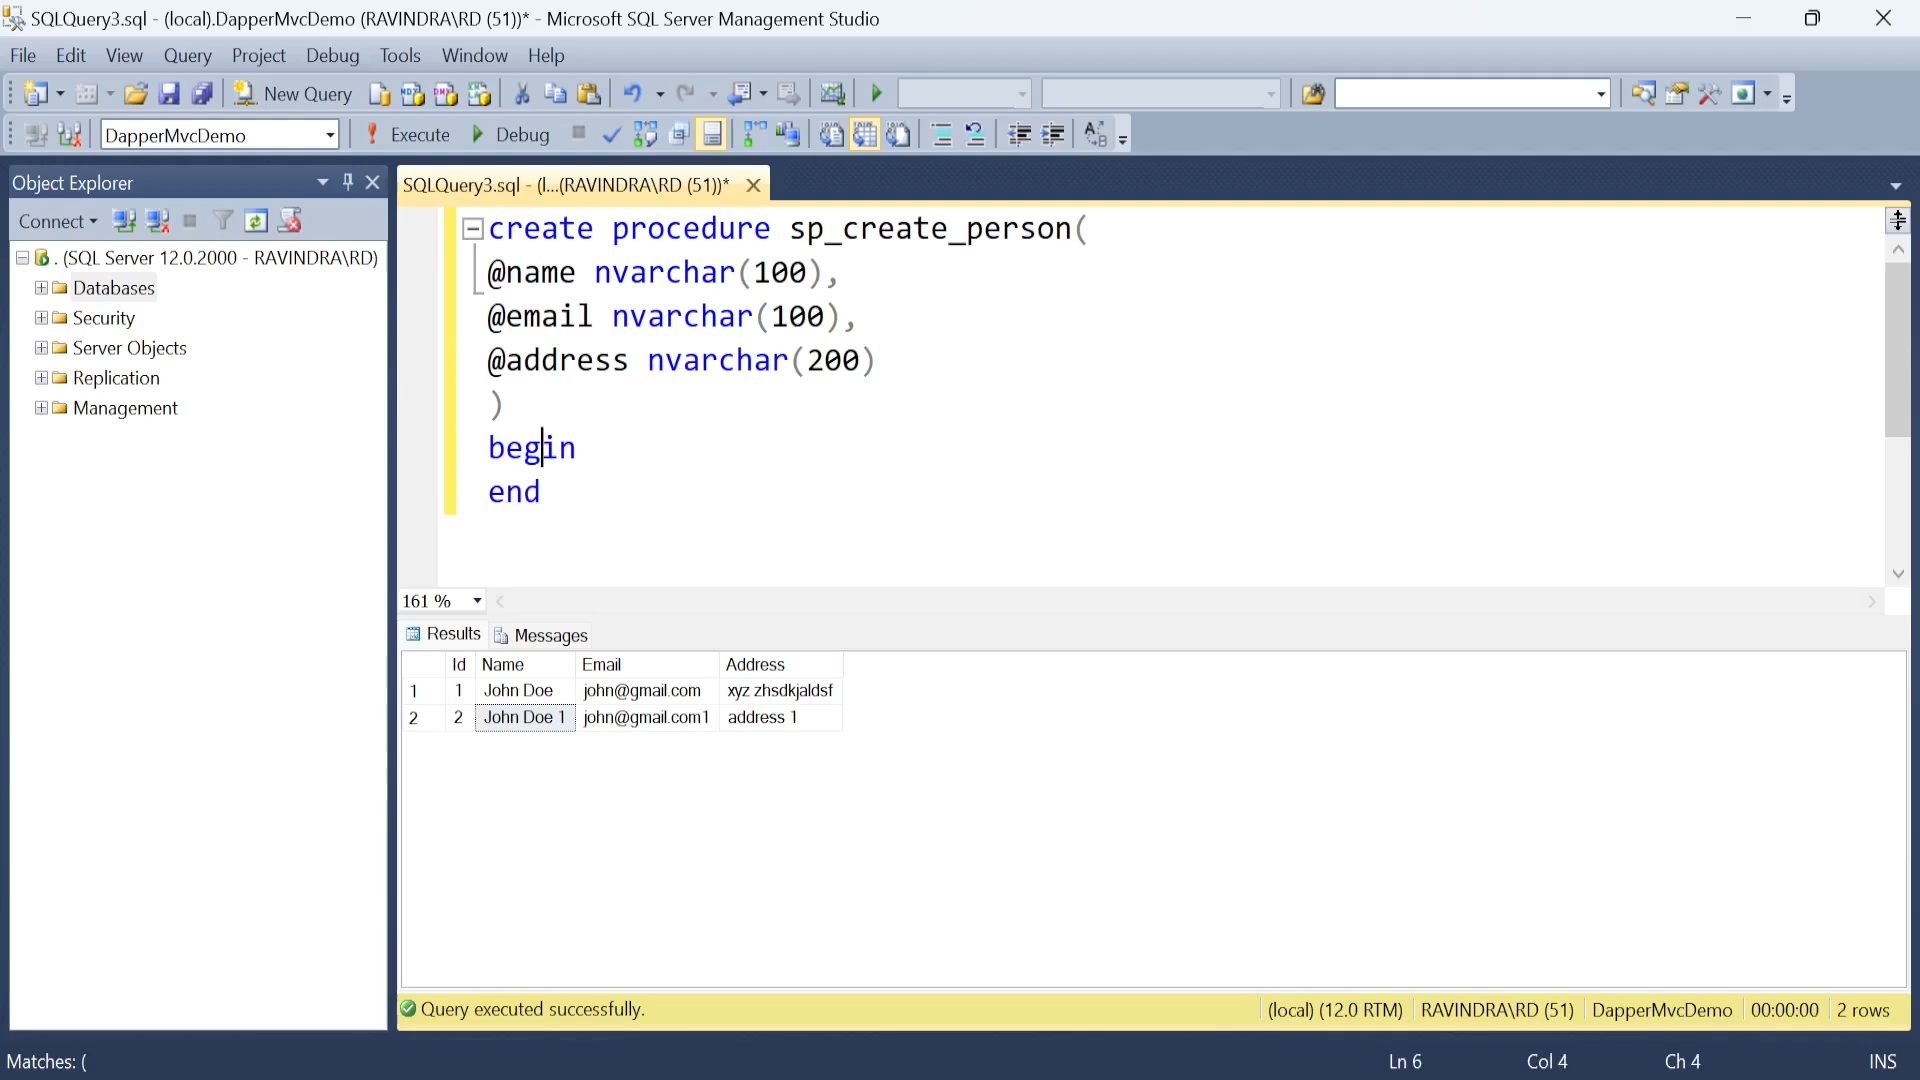 SQLQuery3.sql - (local).DapperMvcDemo (RAVINDRA\RD (51))* - Microsoft SQL Server Management Studio
File Edit View Query Project Debug Tools Window Help
New Query
DapperMvcDemo Execute Debug
Object Explorer
Connect
. (SQL Server 12.0.2000 - RAVINDRA\RD)
Databases
Security
Server Objects
Replication
Management
SQLQuery3.sql - (l...(RAVINDRA\RD (51))*
create procedure sp_create_person(
@name nvarchar(100),
@email nvarchar(100),
@address nvarchar(200)
)
begin
end
161 %
Results Messages
Id Name Email Address
1 1 John Doe john@gmail.com xyz zhsdkjaldsf
2 2 John Doe 1 john@gmail.com1 address 1
Query executed successfully. (local) (12.0 RTM) RAVINDRA\RD (51) DapperMvcDemo 00:00:00 2 rows
Matches: ( Ln 6 Col 4 Ch 4 INS